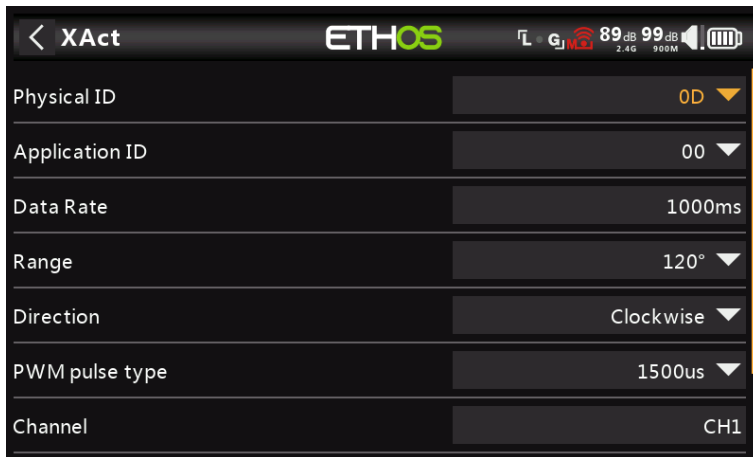 XAct ETHOS L G M 89dB 2.4G 99dB 900M
Physical ID 0D
Application ID 00
Data Rate 1000ms
Range 120°
Direction Clockwise
PWM pulse type 1500us
Channel CH1